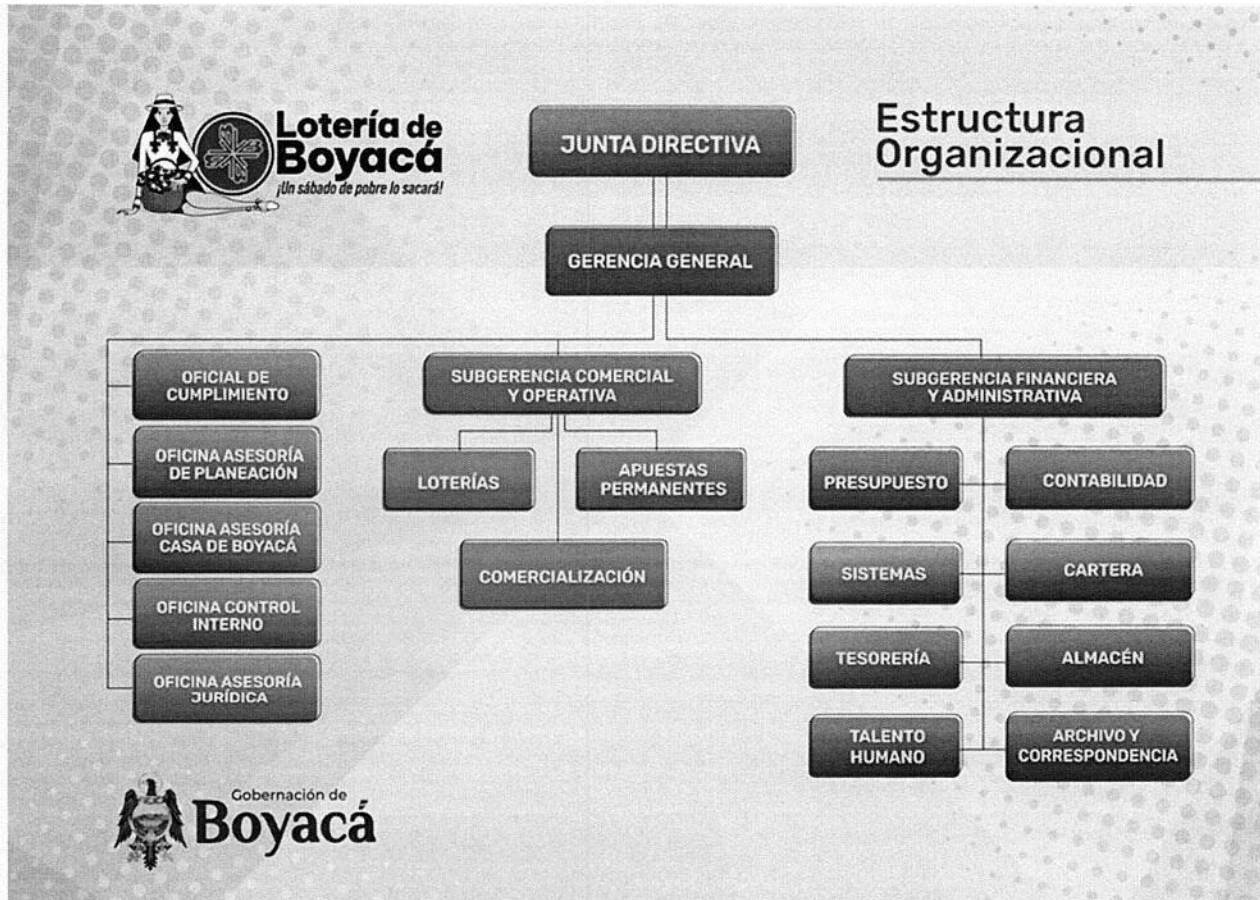 Lotería de
Boyacá
¡Un sábado de pobre lo sacará!
Estructura
Organizacional
JUNTA DIRECTIVA
GERENCIA GENERAL
OFICIAL DE
CUMPLIMIENTO
OFICINA ASESORÍA
DE PLANEACIÓN
OFICINA ASESORÍA
CASA DE BOYACÁ
OFICINA CONTROL
INTERNO
OFICINA ASESORÍA
JURÍDICA
SUBGERENCIA COMERCIAL
Y OPERATIVA
LOTERÍAS
APUESTAS
PERMANENTES
COMERCIALIZACIÓN
SUBGERENCIA FINANCIERA
Y ADMINISTRATIVA
PRESUPUESTO
CONTABILIDAD
SISTEMAS
CARTERA
TESORERÍA
ALMACÉN
TALENTO
HUMANO
ARCHIVO Y
CORRESPONDENCIA
Gobernación de
Boyacá